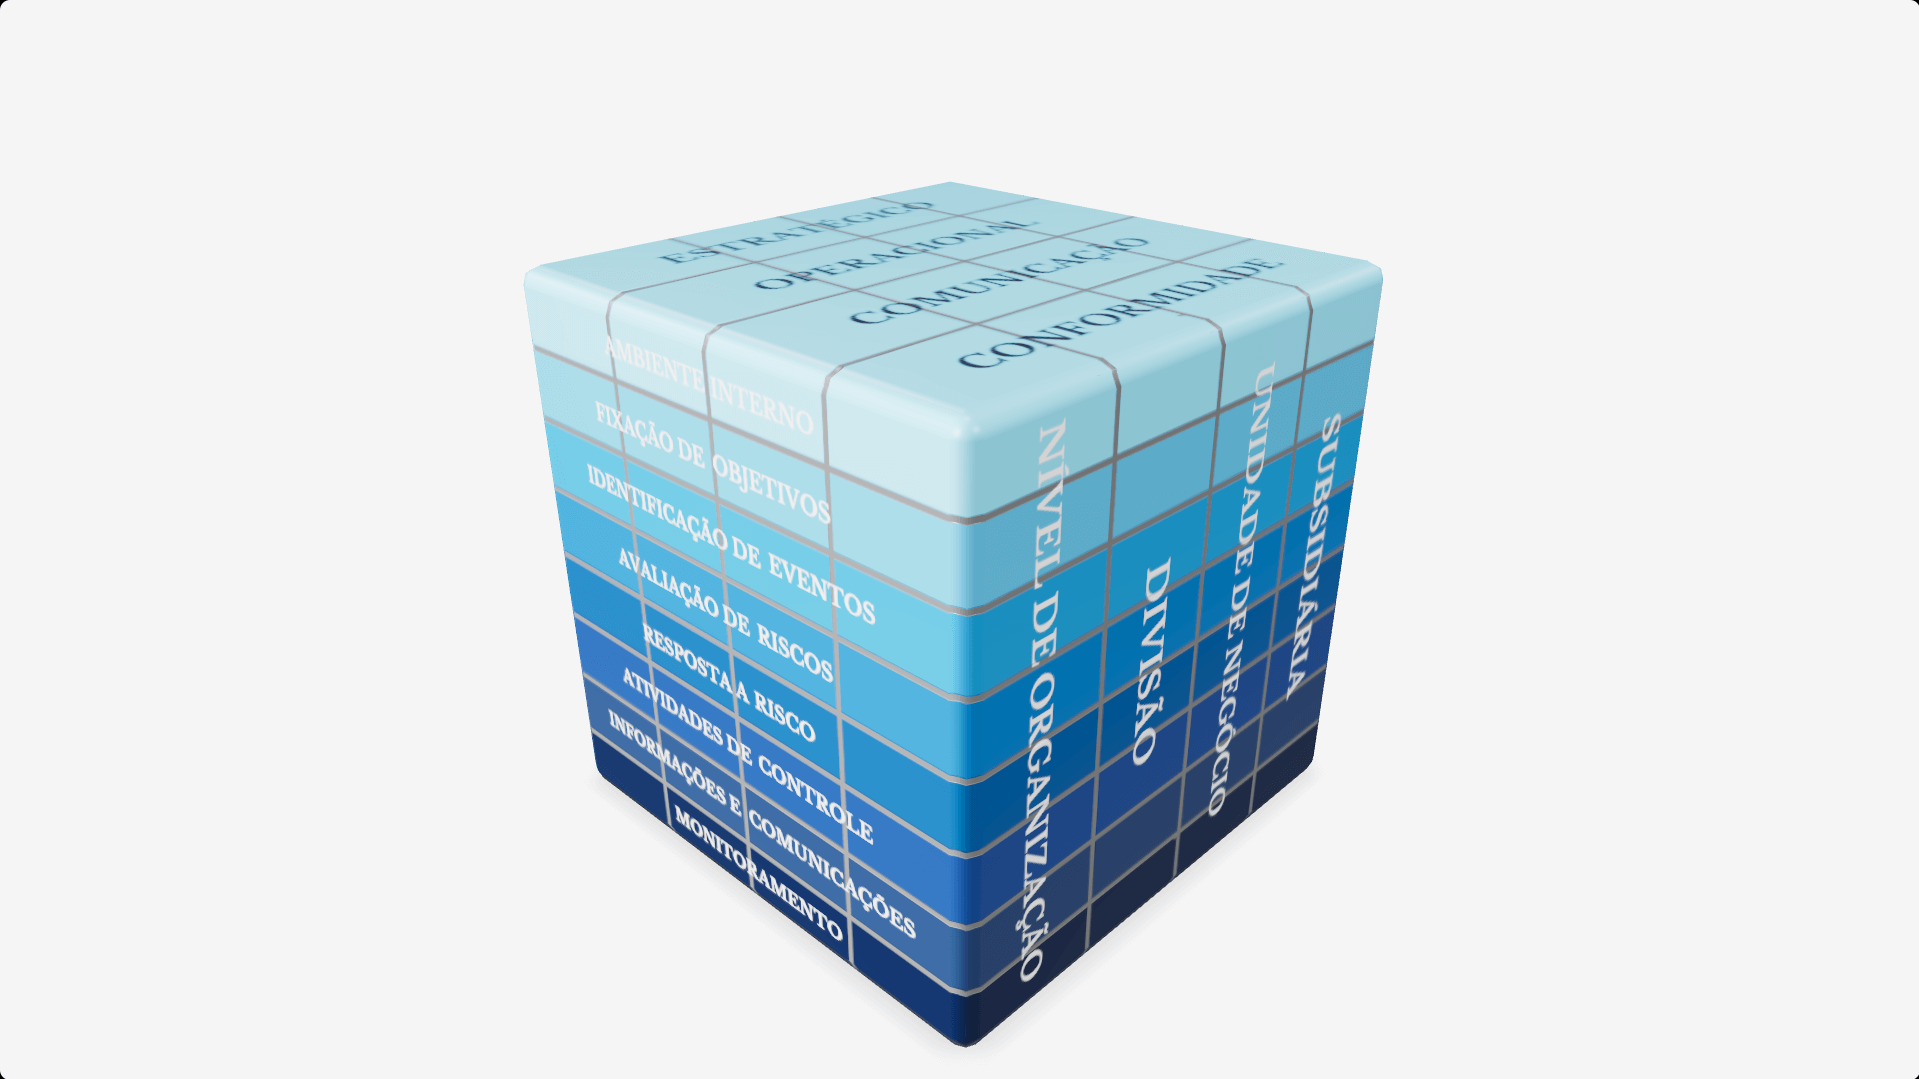 ESTRATÉGICO
OPERACIONAL
COMUNICAÇÃO
CONFORMIDADE
AMBIENTE INTERNO
FIXAÇÃO DE OBJETIVOS
IDENTIFICAÇÃO DE EVENTOS
AVALIAÇÃO DE RISCOS
RESPOSTA A RISCO
ATIVIDADES DE CONTROLE
INFORMAÇÕES E COMUNICAÇÕES
MONITORAMENTO
NÍVEL DE ORGANIZAÇÃO
DIVISÃO
UNIDADE DE NEGÓCIO
SUBSIDIÁRIA